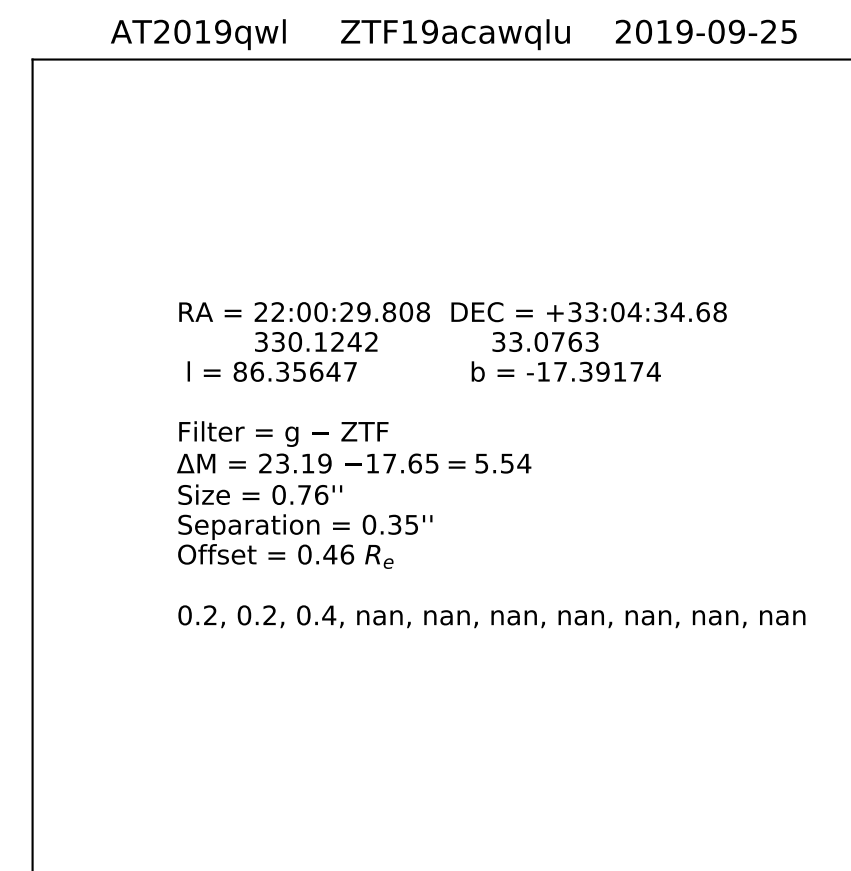 AT2019qwl ZTF19acawqlu 2019-09-25
RA = 22:00:29.808 DEC = +33:04:34.68
330.1242 33.0763
l = 86.35647 b = -17.39174
Filter = g − ZTF
ΔM = 23.19 −17.65 = 5.54
Size = 0.76''
Separation = 0.35''
Offset = 0.46 Rₑ
0.2, 0.2, 0.4, nan, nan, nan, nan, nan, nan, nan